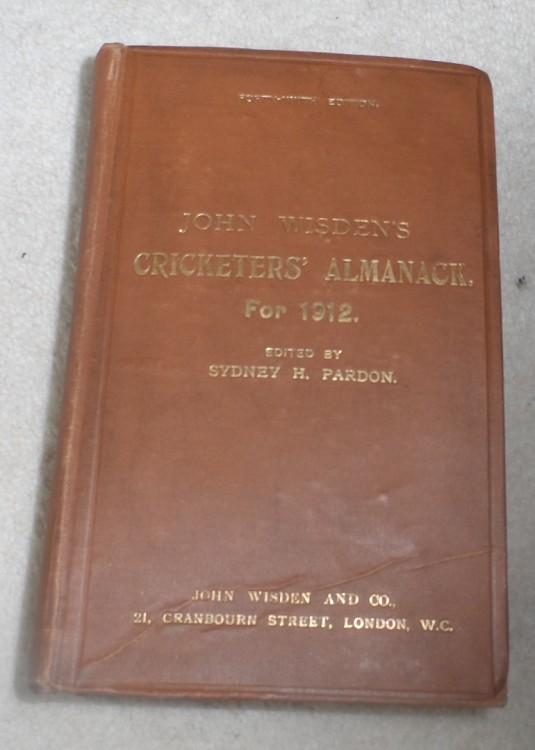 FORTY-NINTH EDITION.
JOHN WISDEN'S
CRICKETERS' ALMANACK.
For 1912.
EDITED BY
SYDNEY H. PARDON.
JOHN WISDEN AND CO.,
21, CRANBOURN STREET, LONDON, W.C.